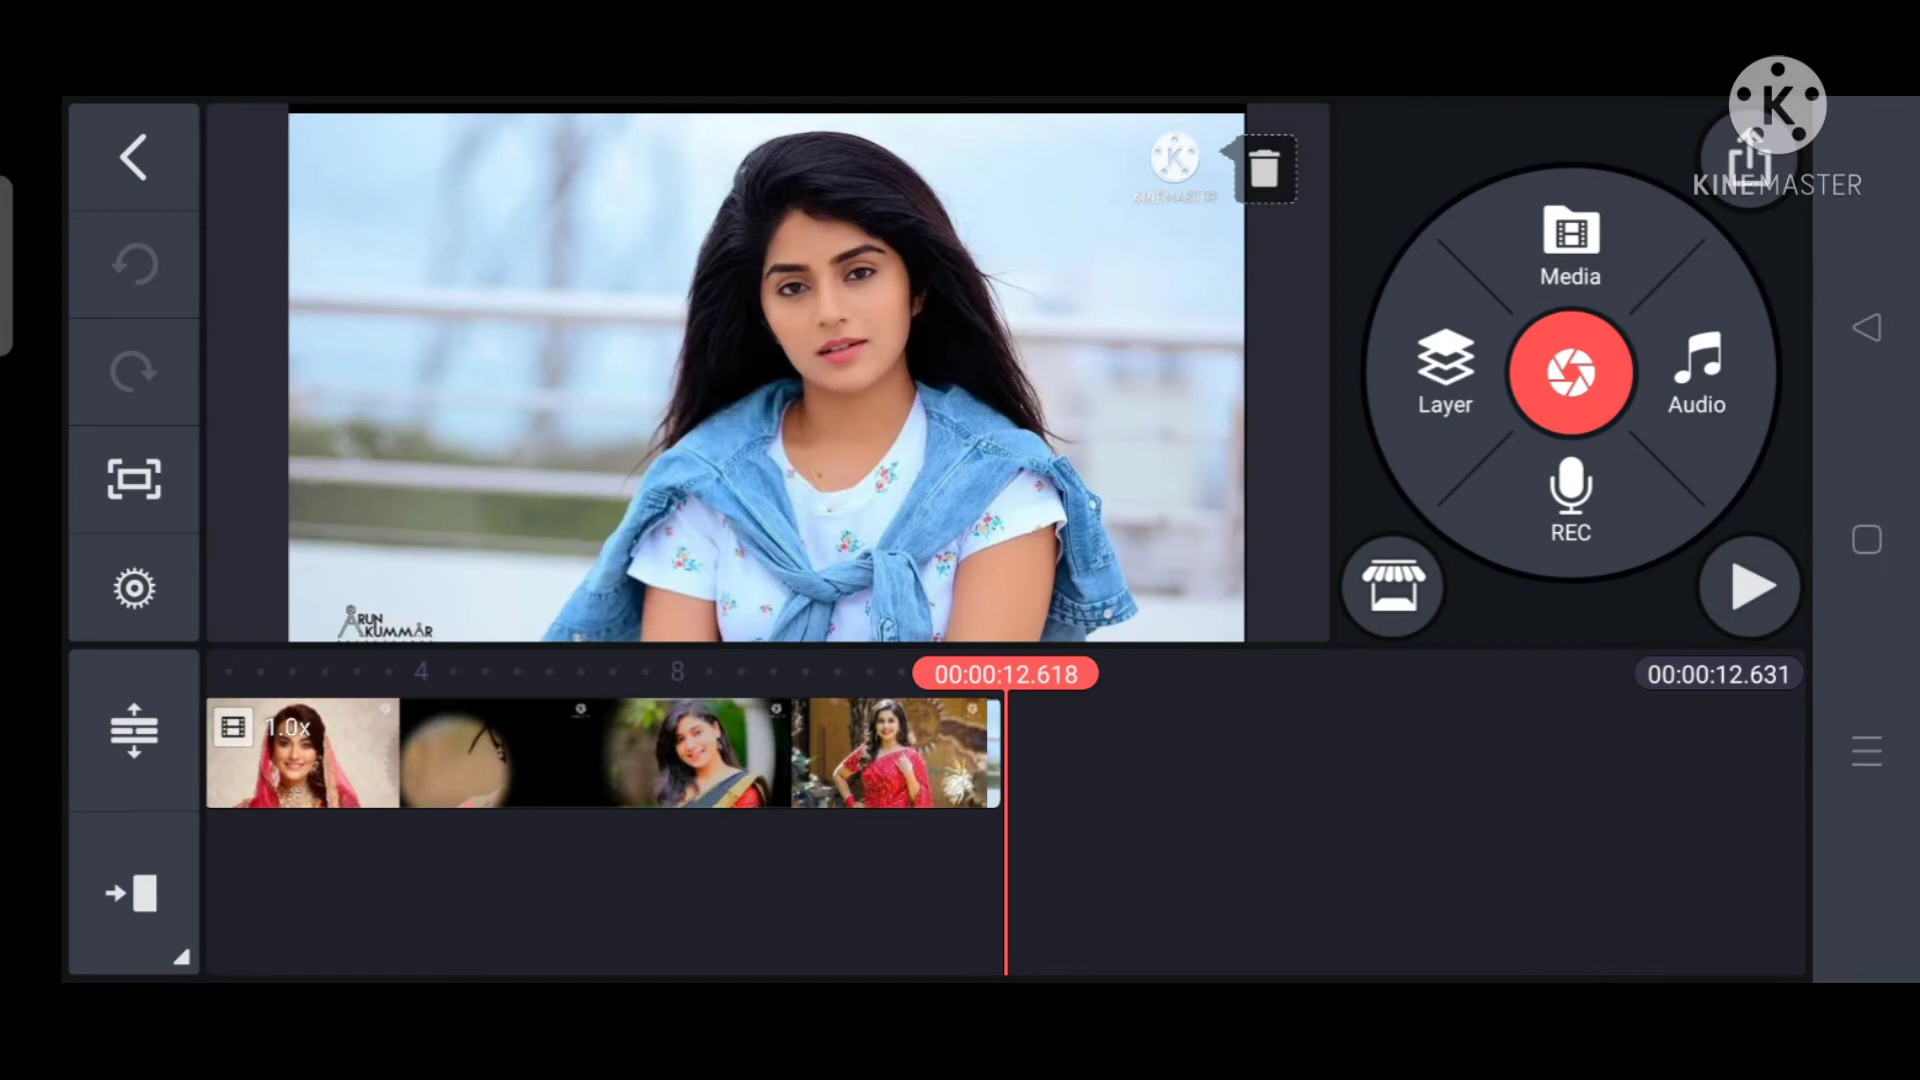 KINEMASTER
KINEMASTER
Media
Layer
Audio
REC
ARUN
KUMMAR
4
8
00:00:12.618
00:00:12.631
1.0x